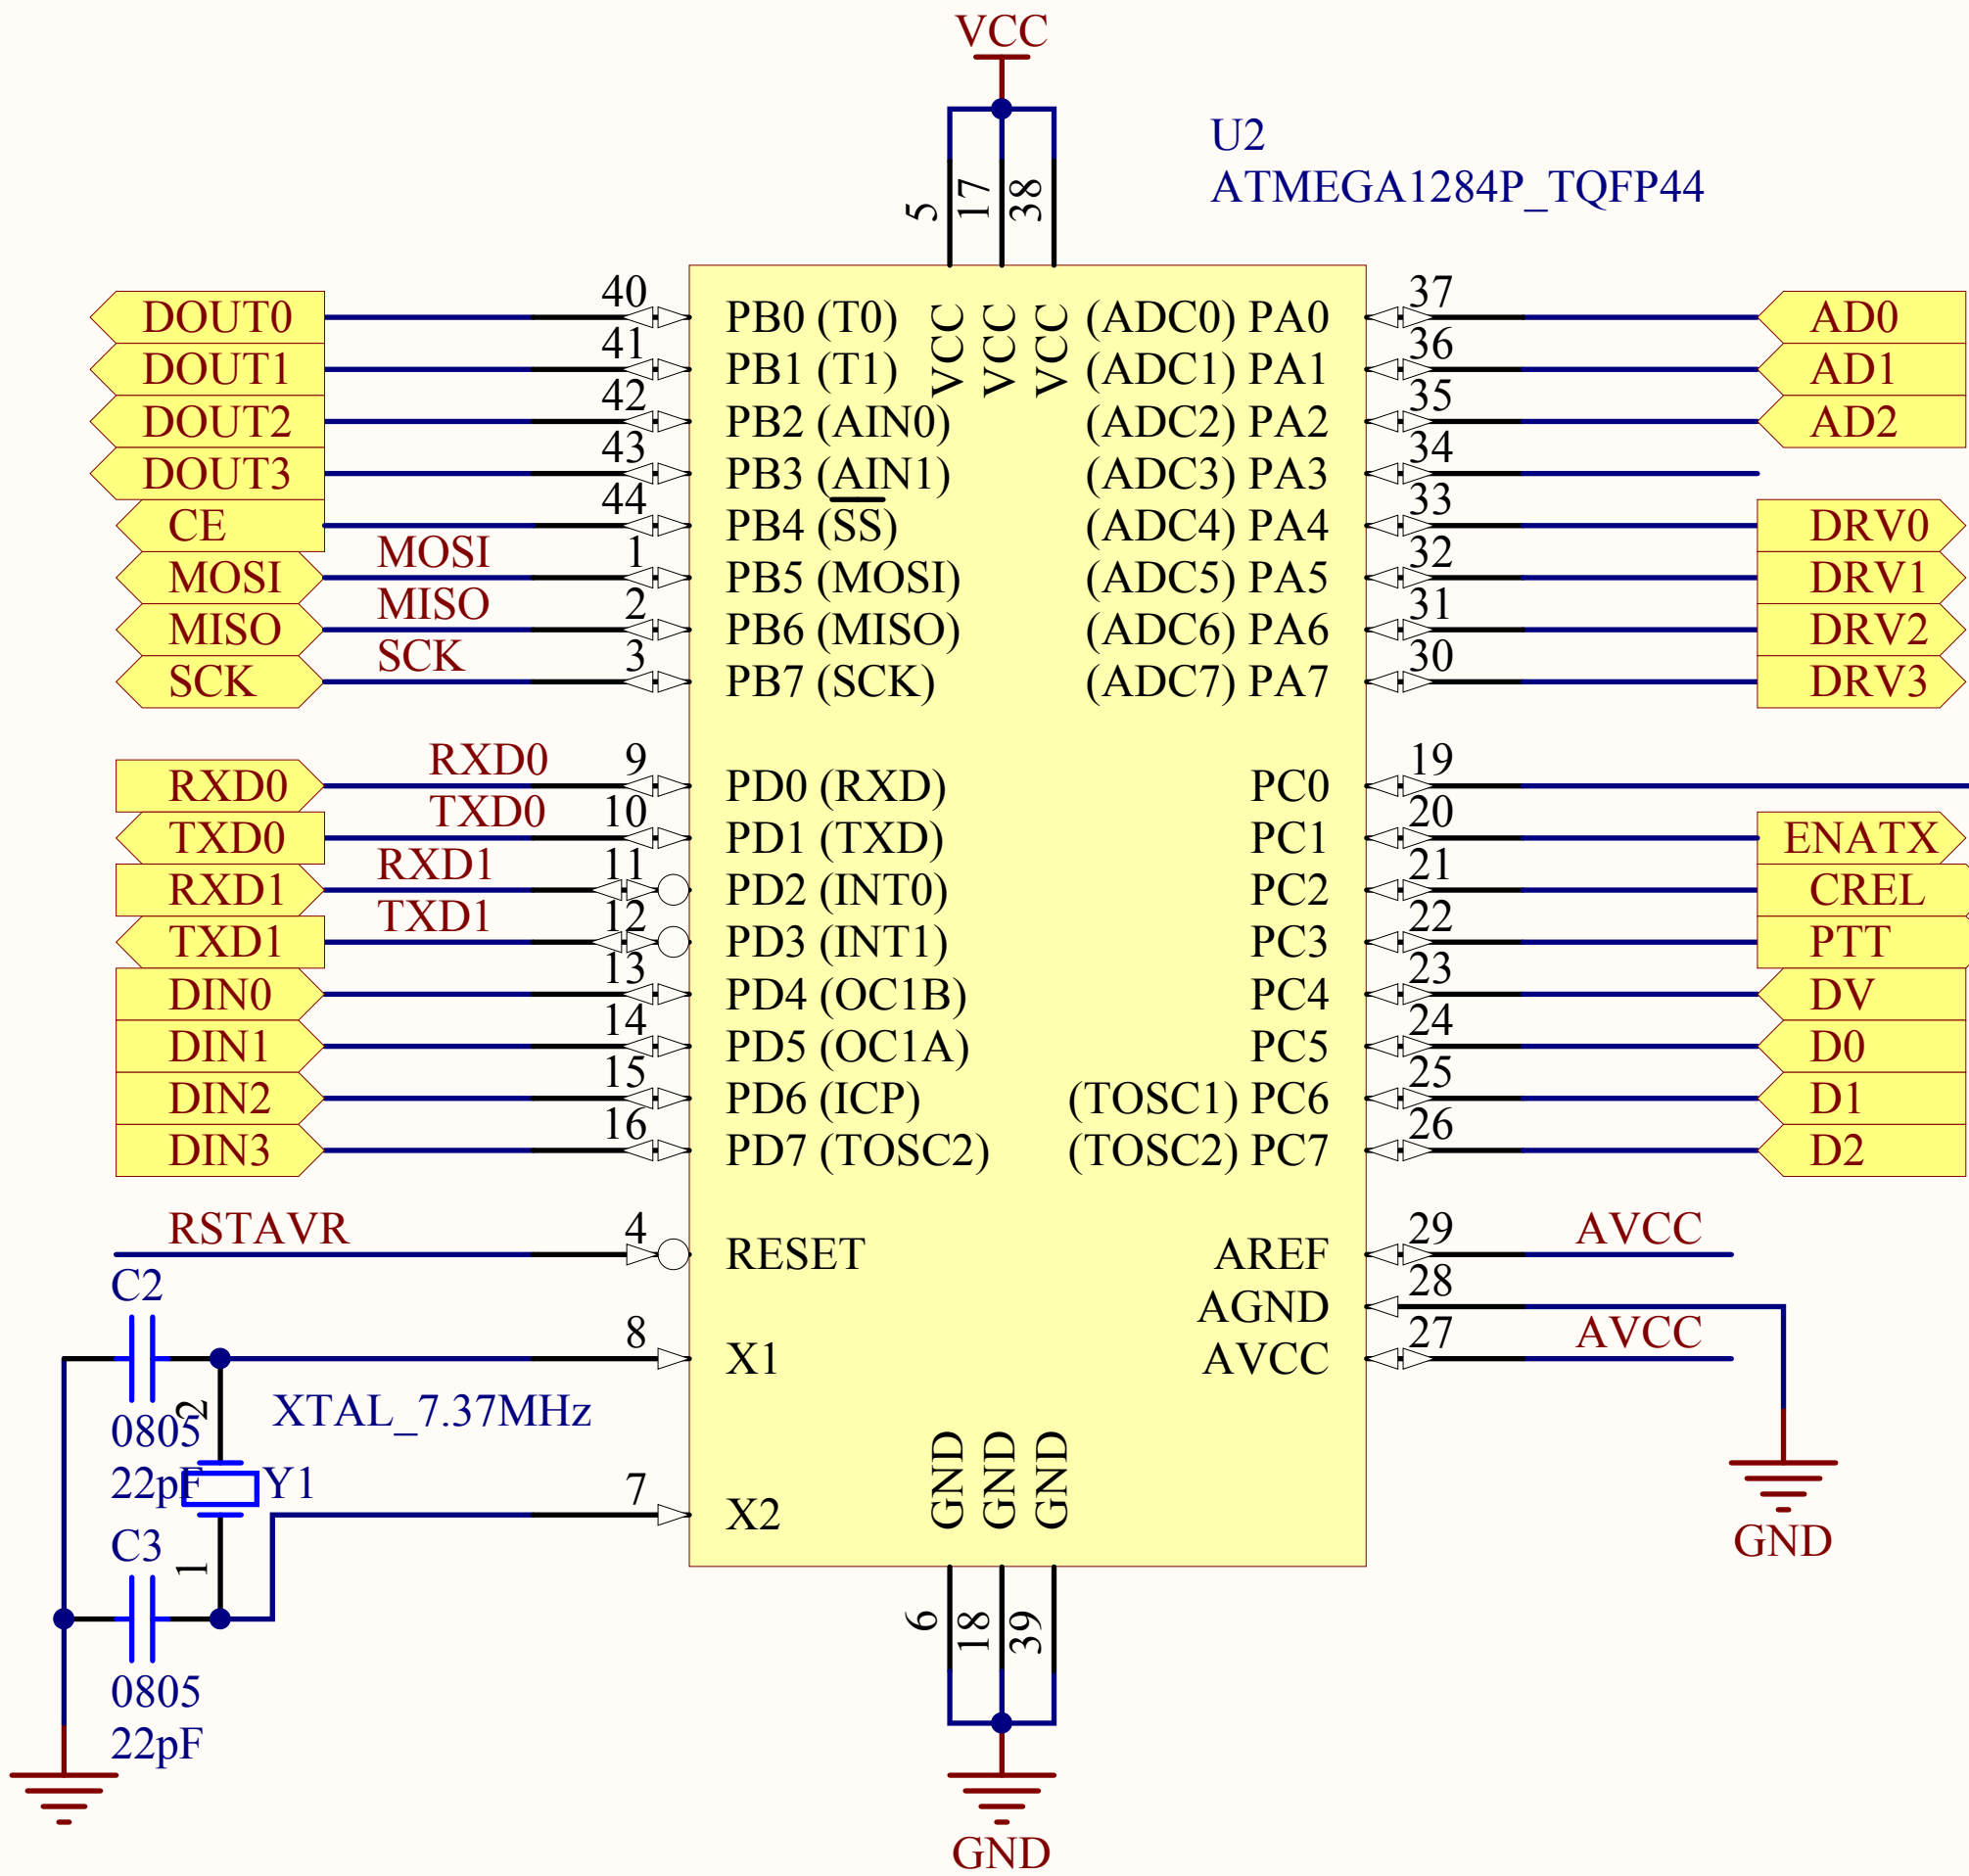 VCC
U2
ATMEGA1284P_TQFP44
5 17 38
VCC VCC VCC
DOUT0 40 PB0 (T0) (ADC0) PA0 37 AD0
DOUT1 41 PB1 (T1) (ADC1) PA1 36 AD1
DOUT2 42 PB2 (AIN0) (ADC2) PA2 35 AD2
DOUT3 43 PB3 (AIN1) (ADC3) PA3 34
CE 44 PB4 (SS) (ADC4) PA4 33 DRV0
MOSI MOSI 1 PB5 (MOSI) (ADC5) PA5 32 DRV1
MISO MISO 2 PB6 (MISO) (ADC6) PA6 31 DRV2
SCK SCK 3 PB7 (SCK) (ADC7) PA7 30 DRV3
RXD0 RXD0 9 PD0 (RXD) PC0 19
TXD0 TXD0 10 PD1 (TXD) PC1 20 ENATX
RXD1 RXD1 11 PD2 (INT0) PC2 21 CREL
TXD1 TXD1 12 PD3 (INT1) PC3 22 PTT
DIN0 13 PD4 (OC1B) PC4 23 DV
DIN1 14 PD5 (OC1A) PC5 24 D0
DIN2 15 PD6 (ICP) (TOSC1) PC6 25 D1
DIN3 16 PD7 (TOSC2) (TOSC2) PC7 26 D2
RSTAVR 4 RESET AREF 29 AVCC
C2 AGND 28
8 X1 AVCC 27 AVCC
0805 2 XTAL_7.37MHz
22pF Y1 7 X2
GND GND GND
GND
C3 1
6 18 39
0805
22pF
GND